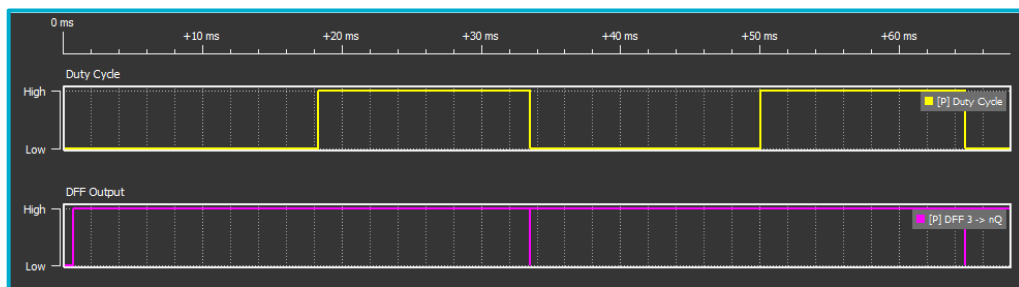 0 ms
+10 ms +20 ms +30 ms +40 ms +50 ms +60 ms
Duty Cycle
High
[P] Duty Cycle
Low
DFF Output
High
[P] DFF 3 -> nQ
Low